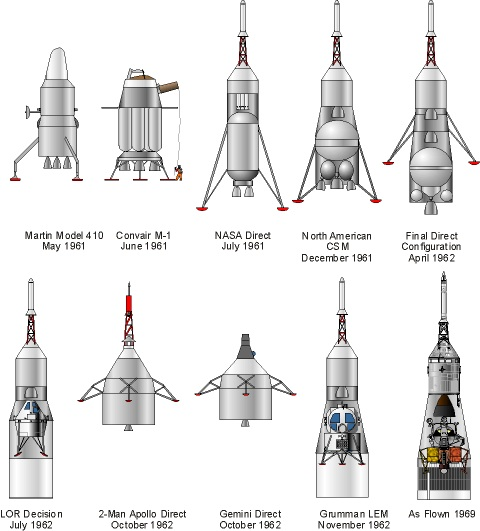 Martin Model 410
May 1961
Convair M-1
June 1961
NASA Direct
July 1961
North American
CSM
December 1961
Final Direct
Configuration
April 1962
LOR Decision
July 1962
2-Man Apollo Direct
October 1962
Gemini Direct
October 1962
Grumman LEM
November 1962
As Flown 1969